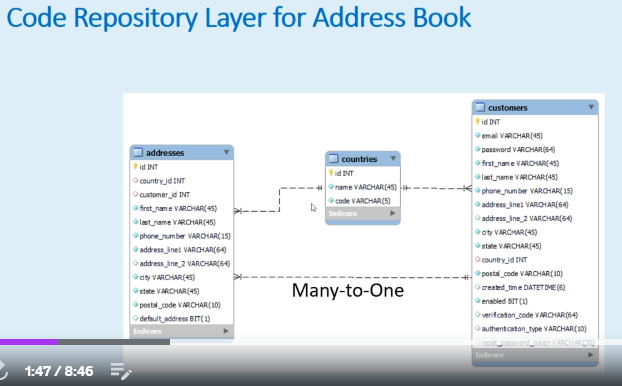 Code Repository Layer for Address Book
addresses
id INT
country_id INT
customer_id INT
first_name VARCHAR(45)
last_name VARCHAR(45)
phone_number VARCHAR(15)
address_line1 VARCHAR(64)
address_line_2 VARCHAR(64)
city VARCHAR(45)
state VARCHAR(45)
postal_code VARCHAR(10)
default_address BIT(1)
Indexes
countries
id INT
name VARCHAR(45)
code VARCHAR(5)
Indexes
customers
id INT
email VARCHAR(45)
password VARCHAR(64)
first_name VARCHAR(45)
last_name VARCHAR(45)
phone_number VARCHAR(15)
address_line1 VARCHAR(64)
address_line_2 VARCHAR(64)
city VARCHAR(45)
state VARCHAR(45)
country_id INT
postal_code VARCHAR(10)
created_time DATETIME(6)
enabled BIT(1)
verification_code VARCHAR(64)
authentication_type VARCHAR(10)
reset_password_token VARCHAR(30)
Indexes
Many-to-One
1:47 / 8:46